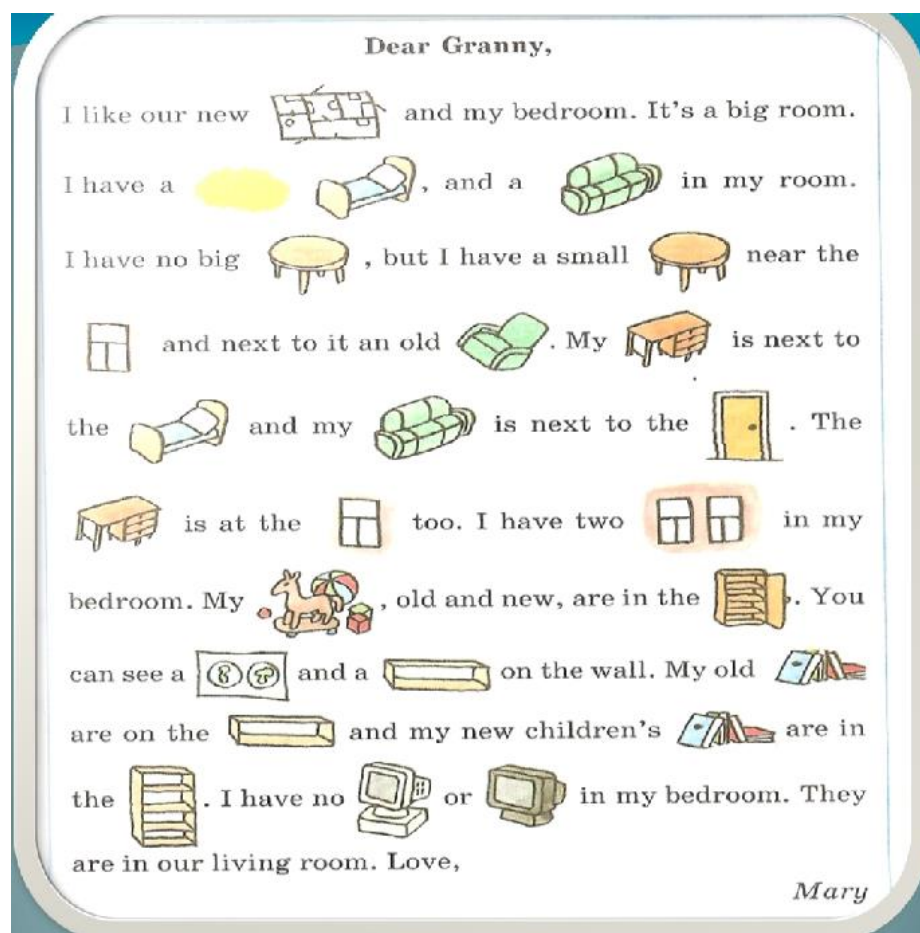 Dear Granny,
I like our new and my bedroom. It's a big room.
I have a , and a in my room.
I have no big , but I have a small near the
and next to it an old . My is next to
the and my is next to the . The
is at the too. I have two in my
bedroom. My , old and new, are in the . You
can see a and a on the wall. My old
are on the and my new children's are in
the . I have no or in my bedroom. They
are in our living room. Love,
Mary